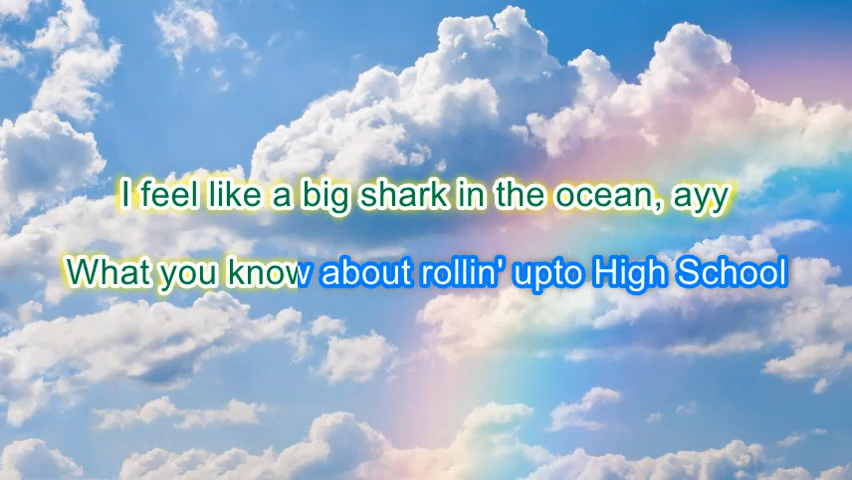 I feel like a big shark in the ocean, ayy
What you know about rollin' upto High School